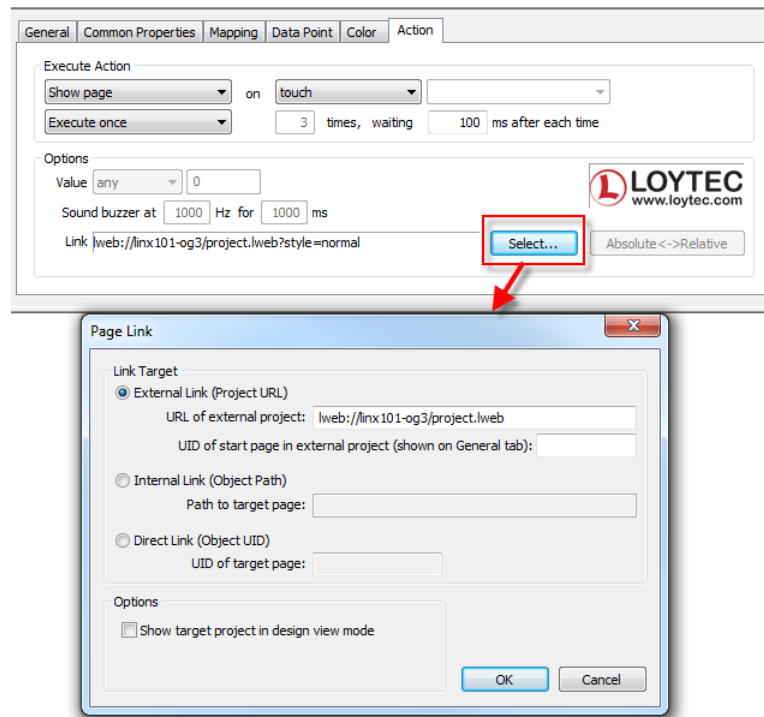 General Common Properties Mapping Data Point Color Action
Execute Action
Show page on touch
Execute once 3 times, waiting 100 ms after each time
Options
Value any 0
LOYTEC
www.loytec.com
Sound buzzer at 1000 Hz for 1000 ms
Link lweb://linx101-og3/project.lweb?style=normal Select... Absolute<->Relative
Page Link
Link Target
External Link (Project URL)
URL of external project: lweb://linx101-og3/project.lweb
UID of start page in external project (shown on General tab):
Internal Link (Object Path)
Path to target page:
Direct Link (Object UID)
UID of target page:
Options
Show target project in design view mode
OK Cancel